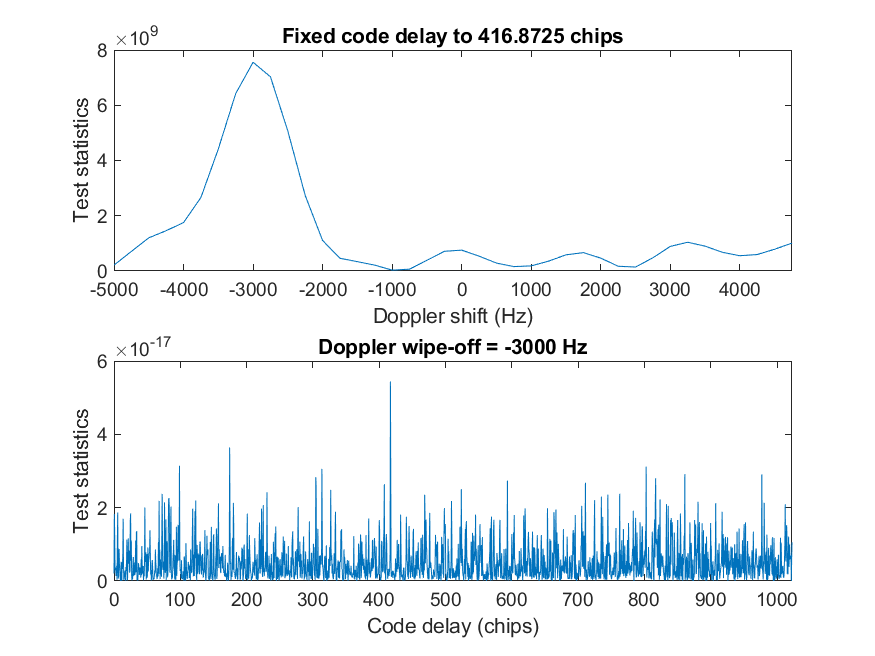 ×10⁹
Fixed code delay to 416.8725 chips
8
6
4
2
0
Test statistics
-5000 -4000 -3000 -2000 -1000 0 1000 2000 3000 4000
Doppler shift (Hz)
×10⁻¹⁷
Doppler wipe-off = -3000 Hz
6
4
2
0
Test statistics
0 100 200 300 400 500 600 700 800 900 1000
Code delay (chips)